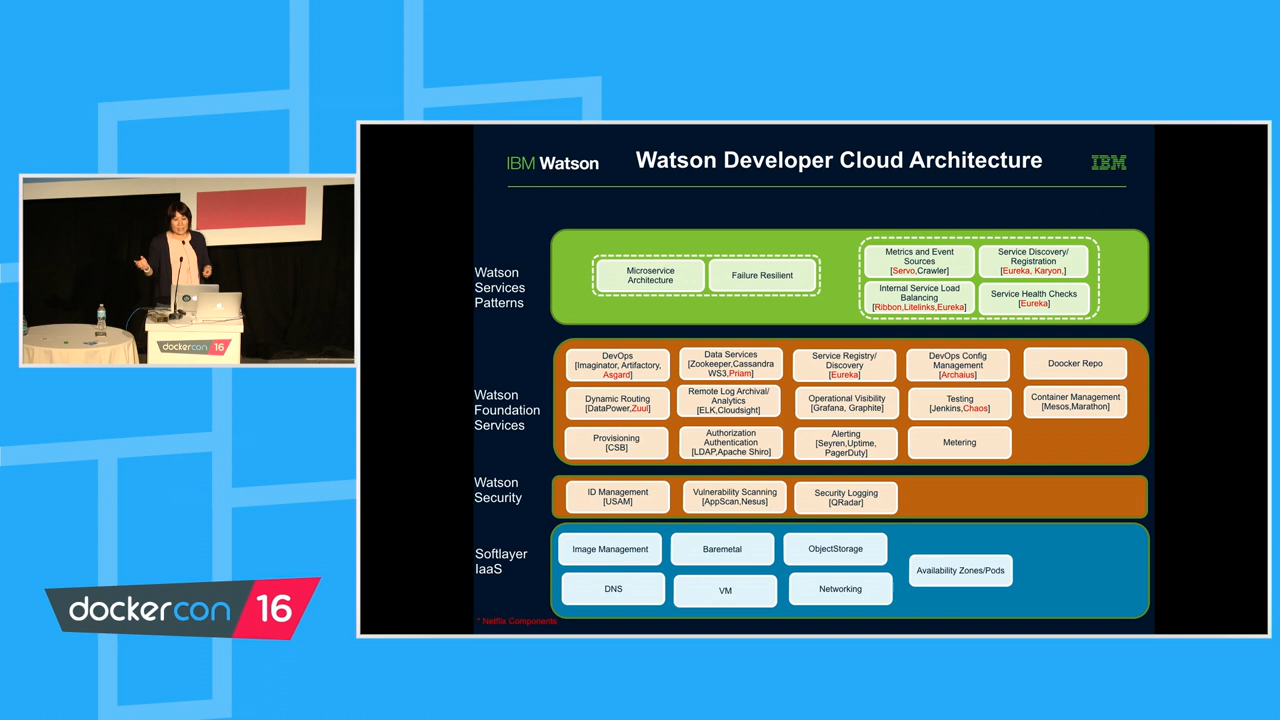 IBM Watson
Watson Developer Cloud Architecture
IBM
Watson
Services
Patterns
Microservice
Architecture
Failure Resilient
Metrics and Event
Sources
[Servo,Crawler]
Service Discovery/
Registration
[Eureka, Karyon,]
Internal Service Load
Balancing
[Ribbon,Litelinks,Eureka]
Service Health Checks
[Eureka]
Watson
Foundation
Services
DevOps
[Imaginator, Artifactory,
Asgard]
Data Services
[Zookeeper,Cassandra
WS3,Priam]
Service Registry/
Discovery
[Eureka]
DevOps Config
Management
[Archaius]
Doocker Repo
Dynamic Routing
[DataPower,Zuul]
Remote Log Archival/
Analytics
[ELK,Cloudsight]
Operational Visibility
[Grafana, Graphite]
Testing
[Jenkins,Chaos]
Container Management
[Mesos,Marathon]
Provisioning
[CSB]
Authorization
Authentication
[LDAP,Apache Shiro]
Alerting
[Seyren,Uptime,
PagerDuty]
Metering
Watson
Security
ID Management
[USAM]
Vulnerability Scanning
[AppScan,Nesus]
Security Logging
[QRadar]
Softlayer
IaaS
Image Management
Baremetal
ObjectStorage
Availability Zones/Pods
DNS
VM
Networking
* Netflix Components
dockercon 16
dockercon 16